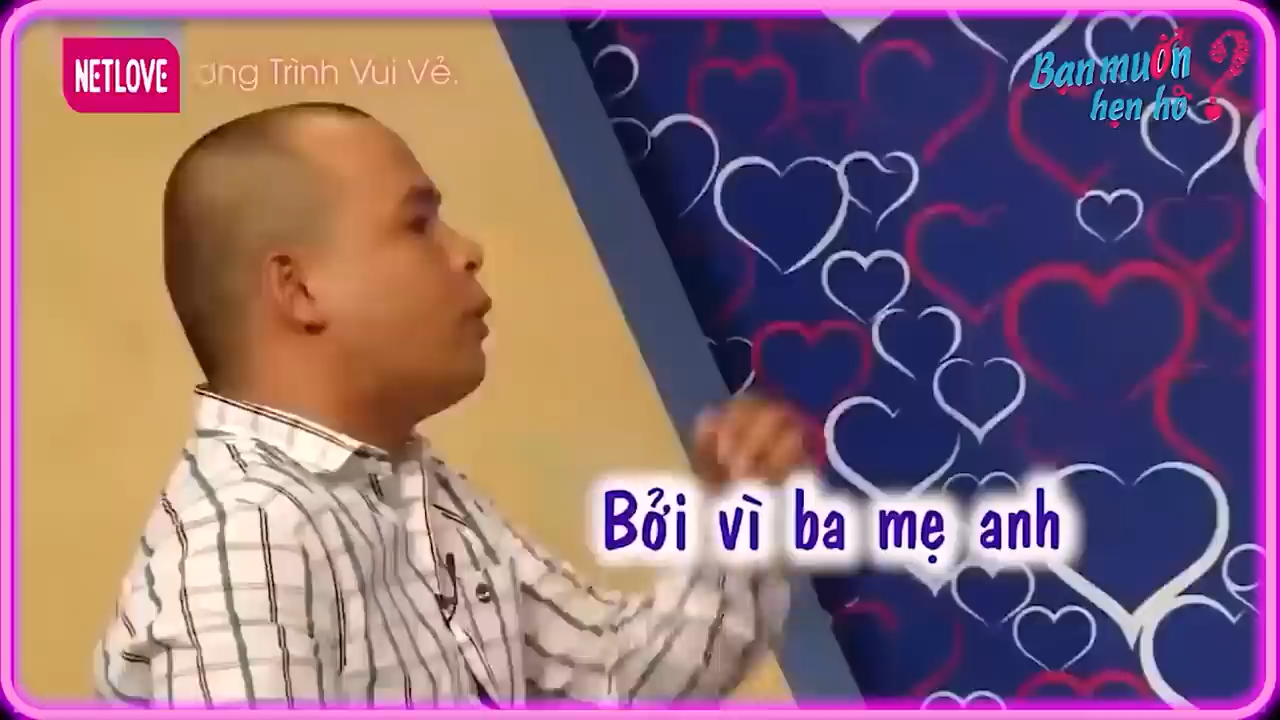 NETLOVE
ơng Trình Vui Vẻ.
Bạn muốn
hẹn hò ?
Bởi vì ba mẹ anh